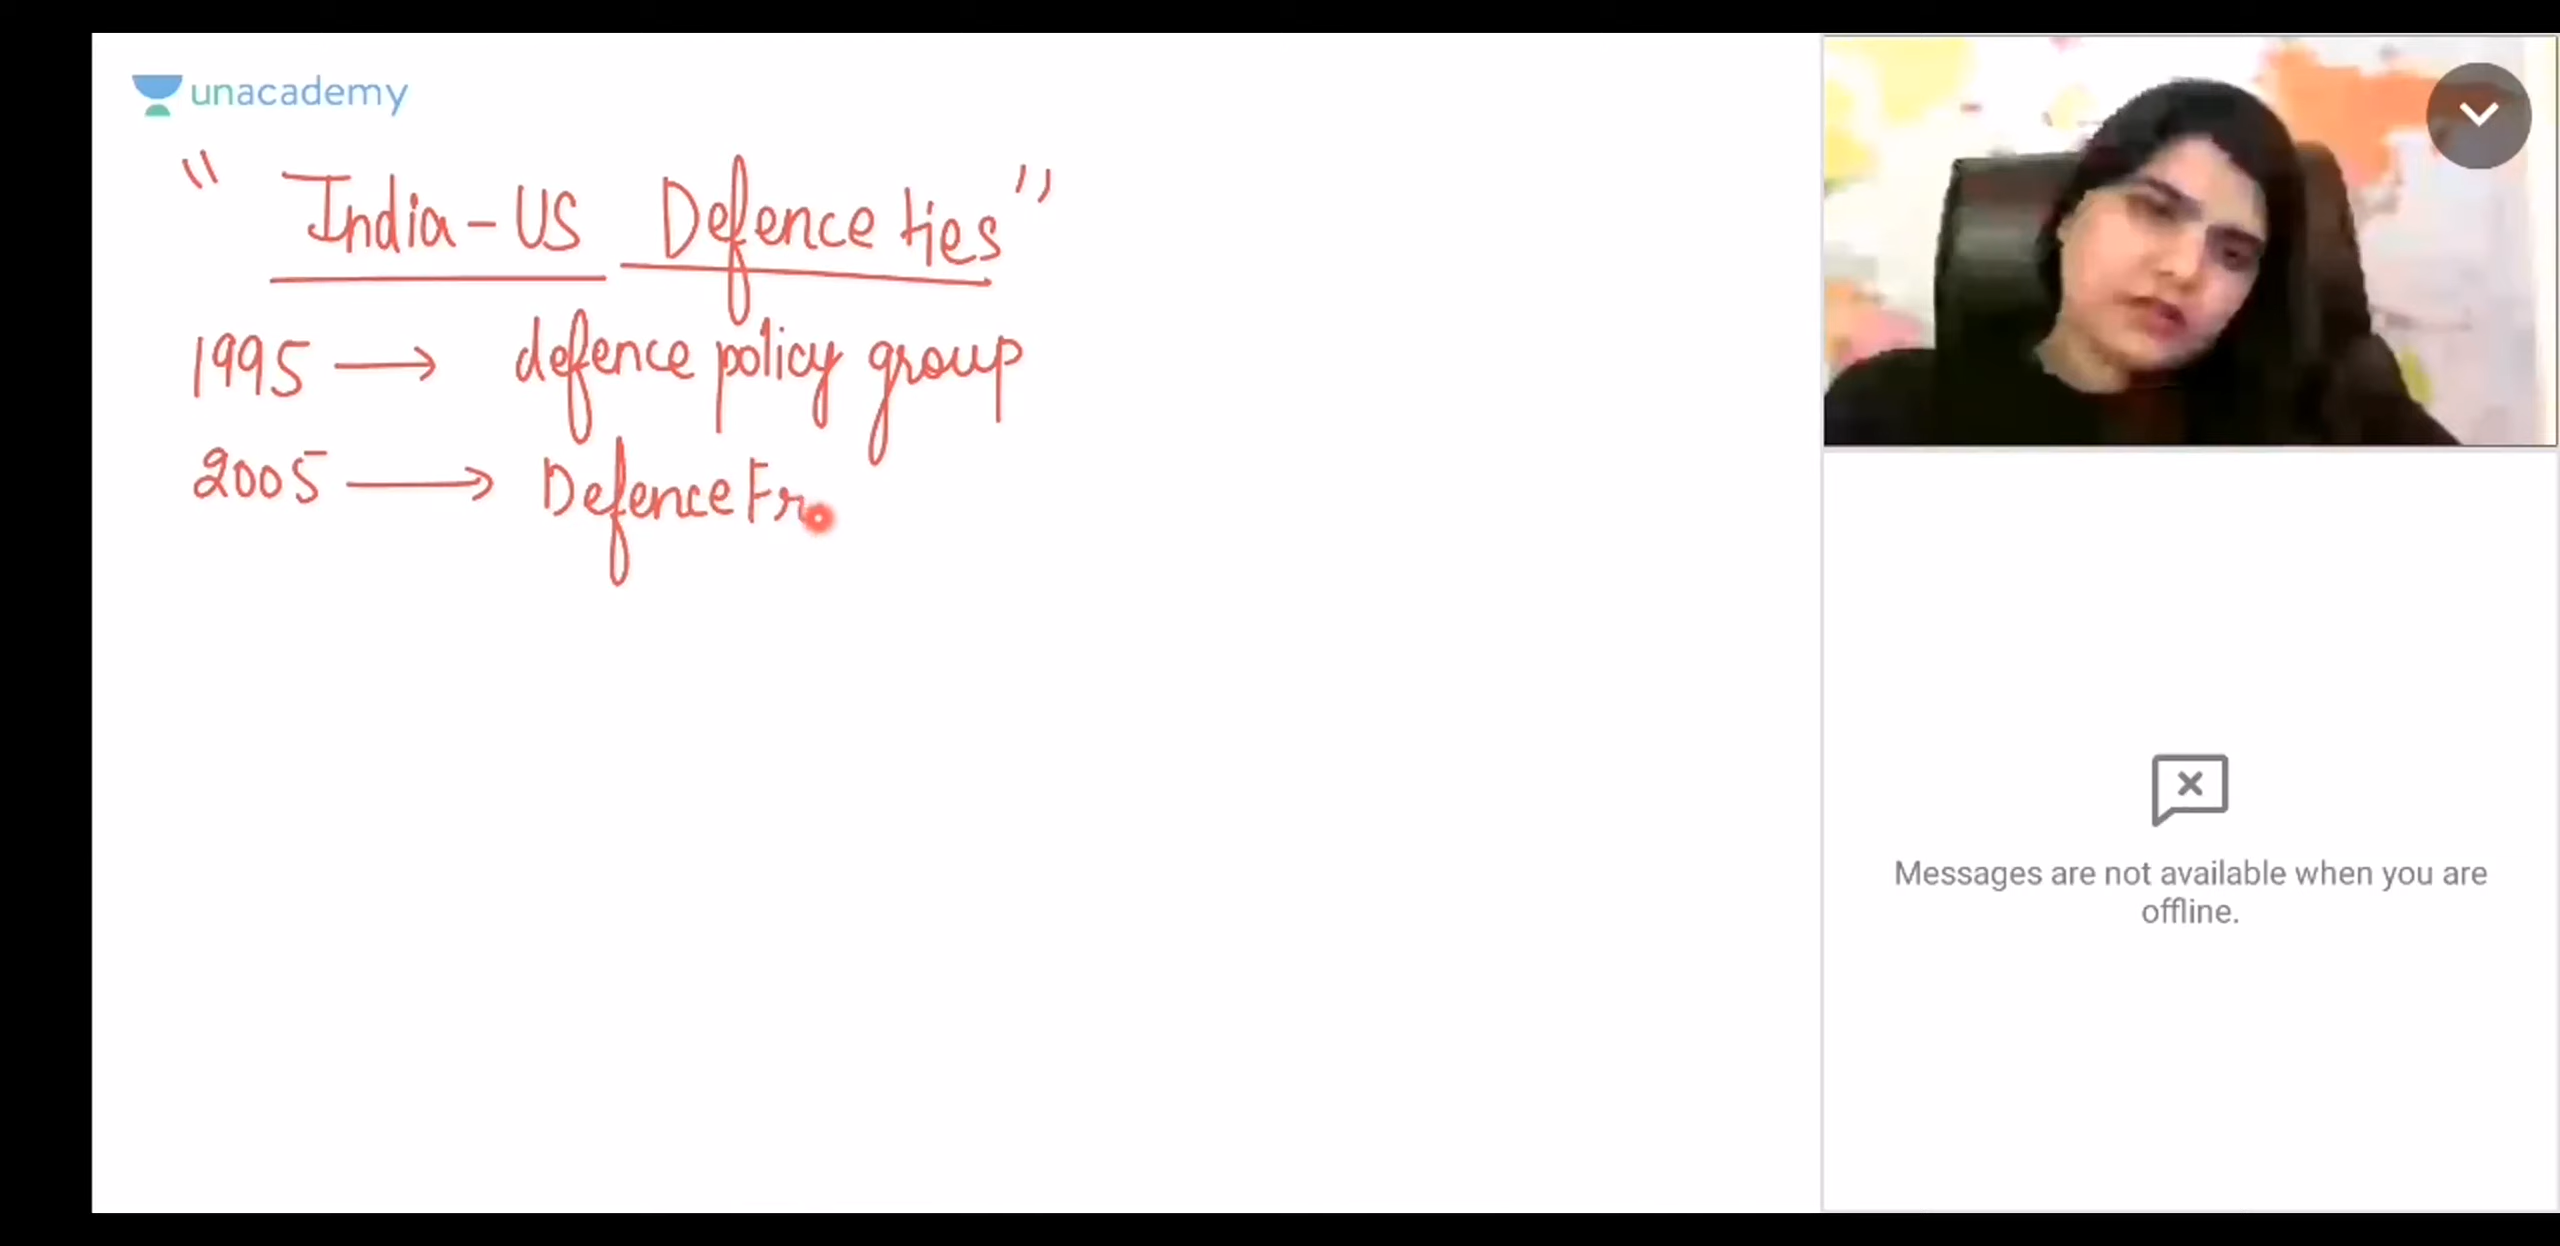 unacademy
" India-US Defence ties "
1995 → defence policy group
2005 → Defence Fr
Messages are not available when you are
offline.